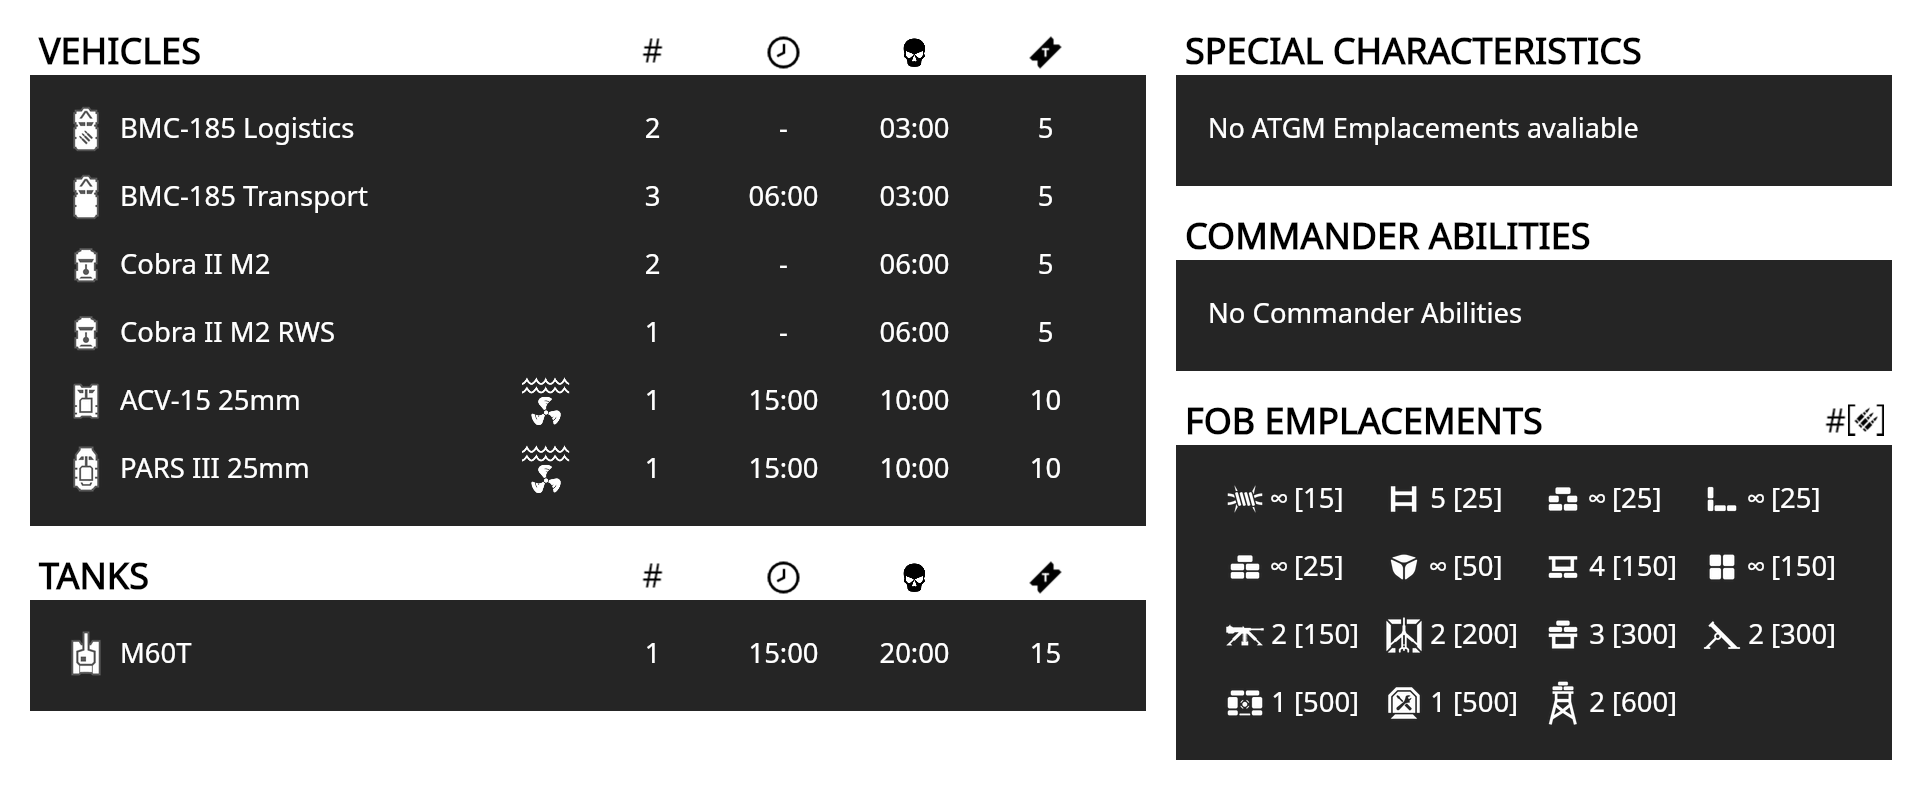 VEHICLES #
BMC-185 Logistics 2 - 03:00 5
BMC-185 Transport 3 06:00 03:00 5
Cobra II M2 2 - 06:00 5
Cobra II M2 RWS 1 - 06:00 5
ACV-15 25mm 1 15:00 10:00 10
PARS III 25mm 1 15:00 10:00 10
TANKS #
M60T 1 15:00 20:00 15
SPECIAL CHARACTERISTICS
No ATGM Emplacements avaliable
COMMANDER ABILITIES
No Commander Abilities
FOB EMPLACEMENTS #[]
∞ [15] 5 [25] ∞ [25] ∞ [25]
∞ [25] ∞ [50] 4 [150] ∞ [150]
2 [150] 2 [200] 3 [300] 2 [300]
1 [500] 1 [500] 2 [600]